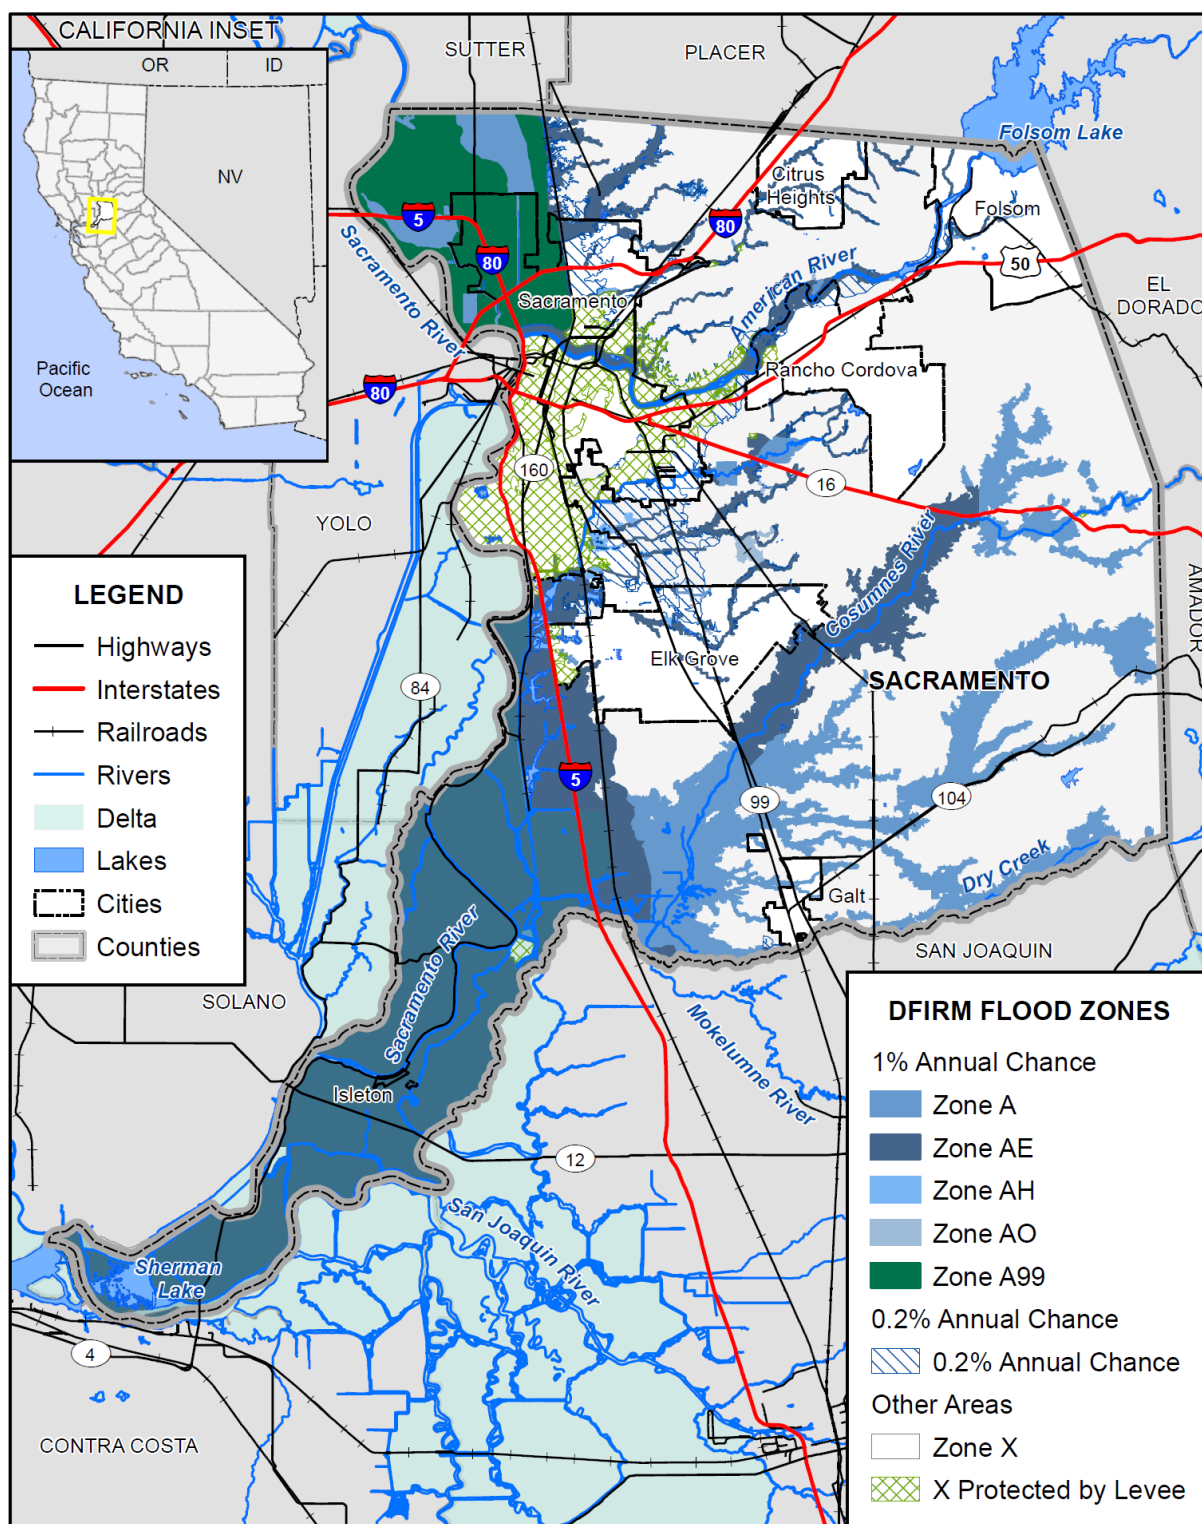 CALIFORNIA INSET
OR
ID
NV
Pacific
Ocean
SUTTER
PLACER
Folsom Lake
Citrus
Heights
Folsom
5
80
80
50
Sacramento River
Sacramento
American River
EL
DORADO
Rancho Cordova
80
160
16
YOLO
Cosumnes River
AMADOR
Elk Grove
SACRAMENTO
84
5
99
104
Dry Creek
Galt
SAN JOAQUIN
SOLANO
Sacramento River
Mokelumne River
Isleton
12
San Joaquin River
Sherman
Lake
4
CONTRA COSTA
LEGEND
Highways
Interstates
Railroads
Rivers
Delta
Lakes
Cities
Counties
DFIRM FLOOD ZONES
1% Annual Chance
Zone A
Zone AE
Zone AH
Zone AO
Zone A99
0.2% Annual Chance
0.2% Annual Chance
Other Areas
Zone X
X Protected by Levee